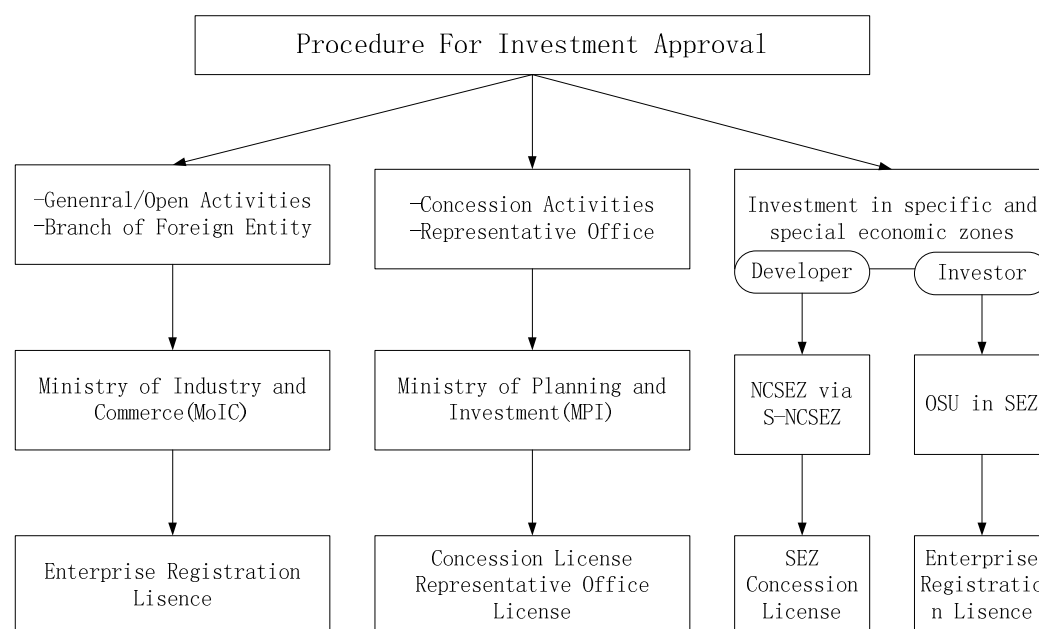 Procedure For Investment Approval
-Genenral/Open Activities
-Branch of Foreign Entity
-Concession Activities
-Representative Office
Investment in specific and
special economic zones
Developer
Investor
Ministry of Industry and
Commerce(MoIC)
Ministry of Planning and
Investment(MPI)
NCSEZ via
S-NCSEZ
OSU in SEZ
Enterprise Registration
Lisence
Concession License
Representative Office
License
SEZ
Concession
License
Enterprise
Registratio
n Lisence